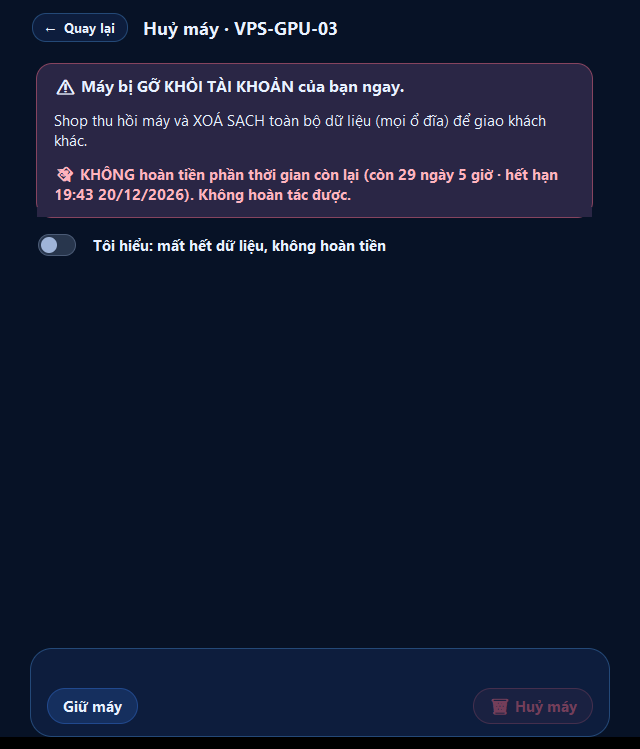 ← Quay lại Huỷ máy · VPS-GPU-03
⚠ Máy bị GỠ KHỎI TÀI KHOẢN của bạn ngay.
Shop thu hồi máy và XOÁ SẠCH toàn bộ dữ liệu (mọi ổ đĩa) để giao khách
khác.
KHÔNG hoàn tiền phần thời gian còn lại (còn 29 ngày 5 giờ · hết hạn
19:43 20/12/2026). Không hoàn tác được.
Tôi hiểu: mất hết dữ liệu, không hoàn tiền
Giữ máy Huỷ máy